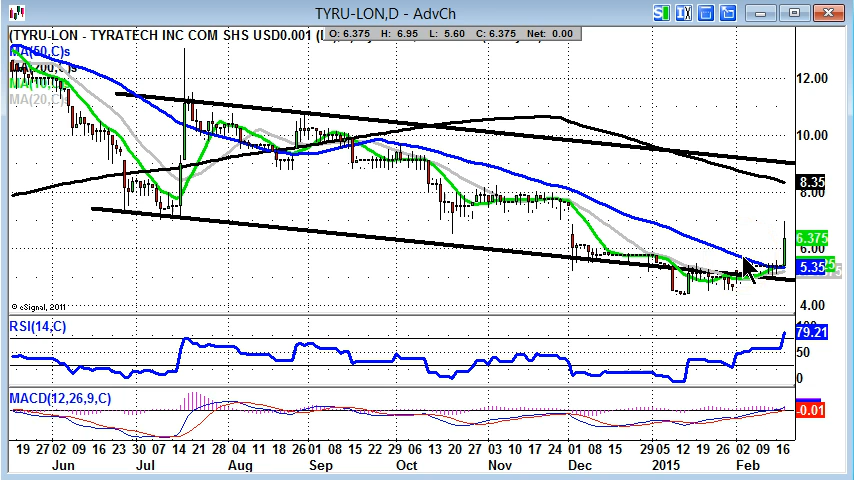 TYRU-LON,D - AdvCh
(TYRU-LON - TYRATECH INC COM SHS USD0.001 (L
O: 6.375 H: 6.95 L: 5.60 C: 6.375 Net: 0.00
MA(50,C)s
MA(200,C)s
MA(20,C)s
12.00
10.00
8.35
8.00
6.375
6.00
5.35
4.00
© eSignal, 2011
RSI(14,C)
79.21
50
0
MACD(12,26,9,C)
-0.01
19 27 02 09 16 23 30 07 14 21 28 04 11 18 26 01 08 15 22 29 06 13 20 27 03 10 17 24 01 08 15 29 05 12 19 26 02 09 16
Jun Jul Aug Sep Oct Nov Dec 2015 Feb